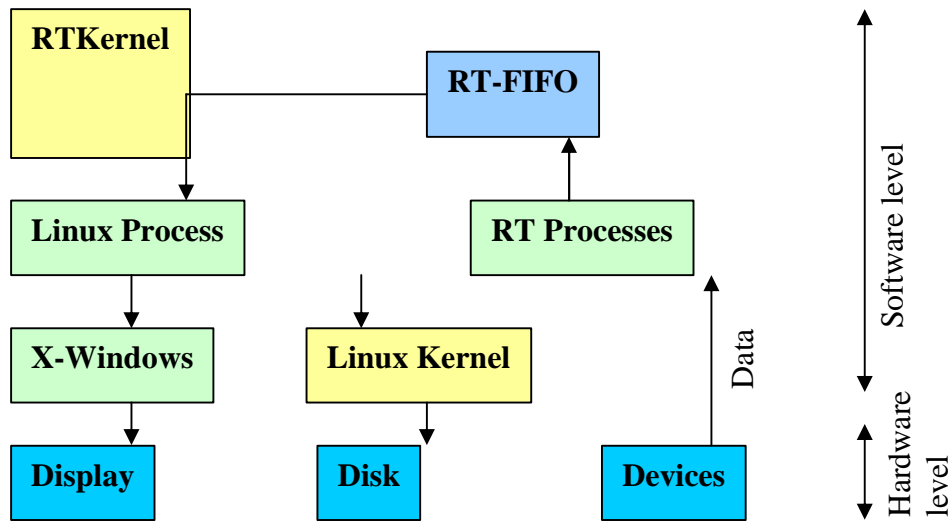 RTKernel
RT-FIFO
Linux Process
RT Processes
X-Windows
Linux Kernel
Data
Display
Disk
Devices
Software level
Hardware
level